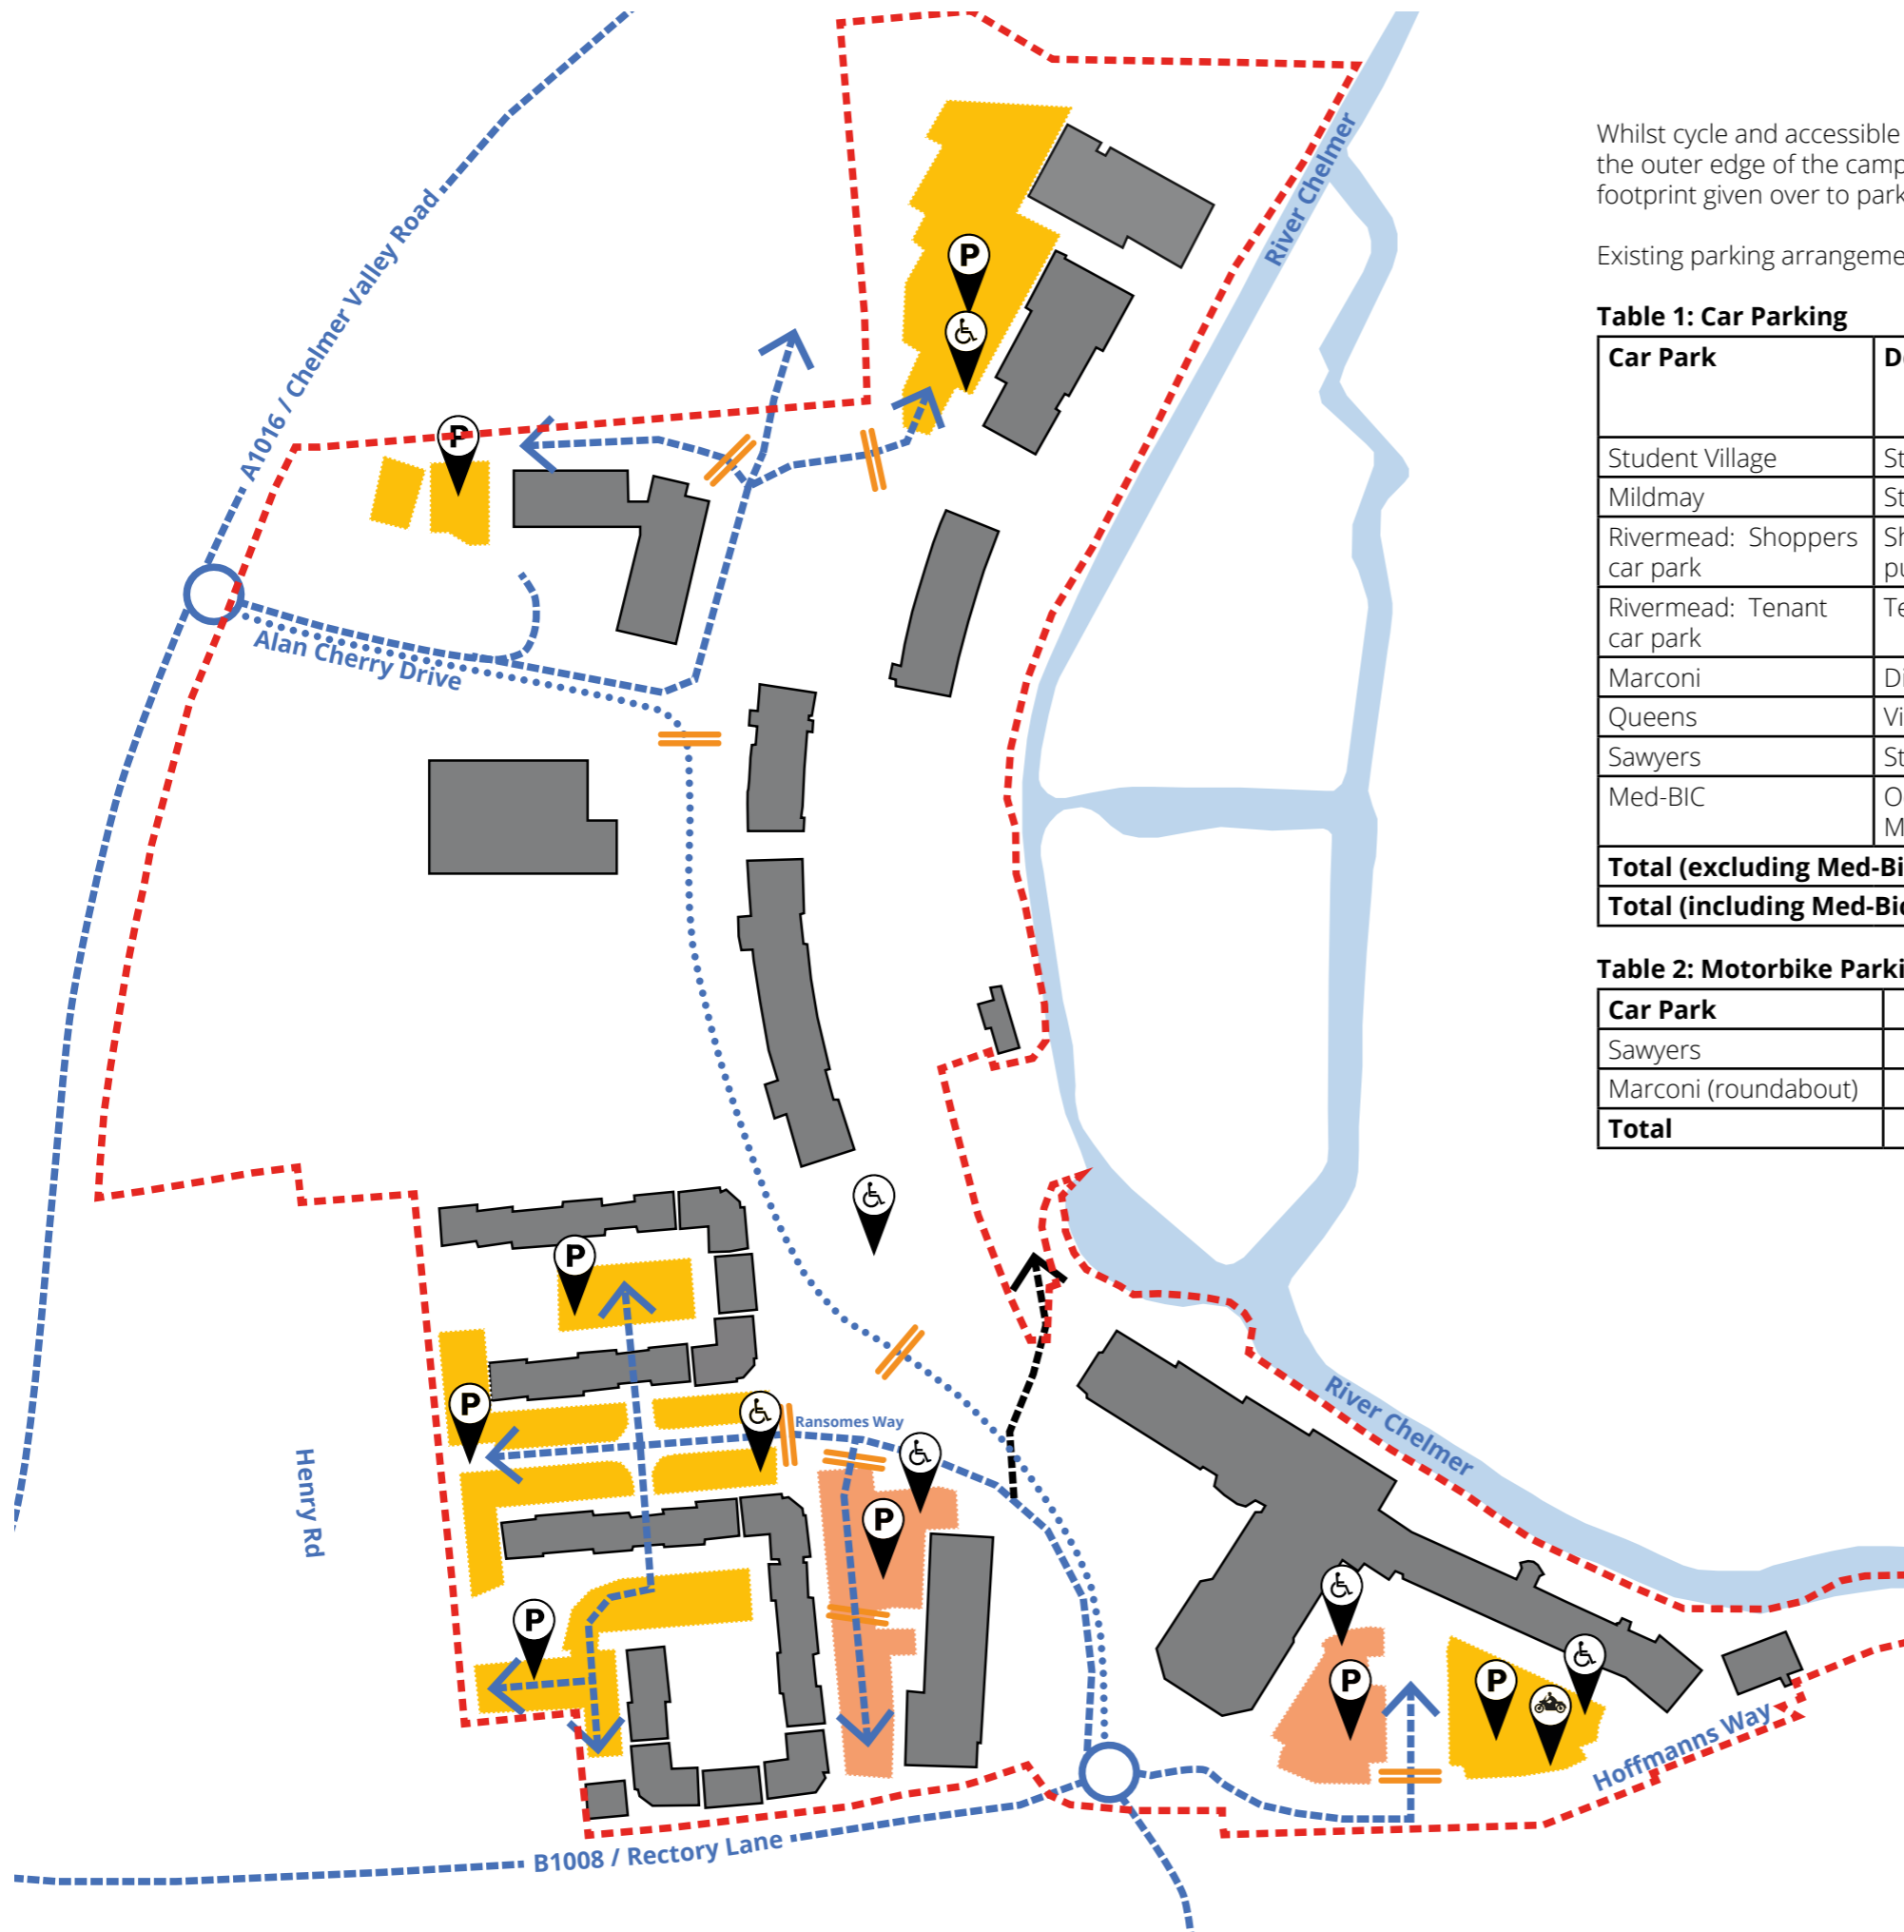 A1016 / Chelmer Valley Road
River Chelmer
P
P
Alan Cherry Drive
P
P
Ransomes Way
Henry Rd
P
P
River Chelmer
P
P
Hoffmanns Way
B1008 / Rectory Lane
Whilst cycle and accessible
the outer edge of the camp
footprint given over to park
Existing parking arrangeme
Table 1: Car Parking
Car Park D
Student Village St
Mildmay St
Rivermead: Shoppers Sh
car park pu
Rivermead: Tenant Te
car park
Marconi Di
Queens Vi
Sawyers St
Med-BIC O
M
Total (excluding Med-Bi
Total (including Med-Bi
Table 2: Motorbike Parki
Car Park
Sawyers
Marconi (roundabout)
Total